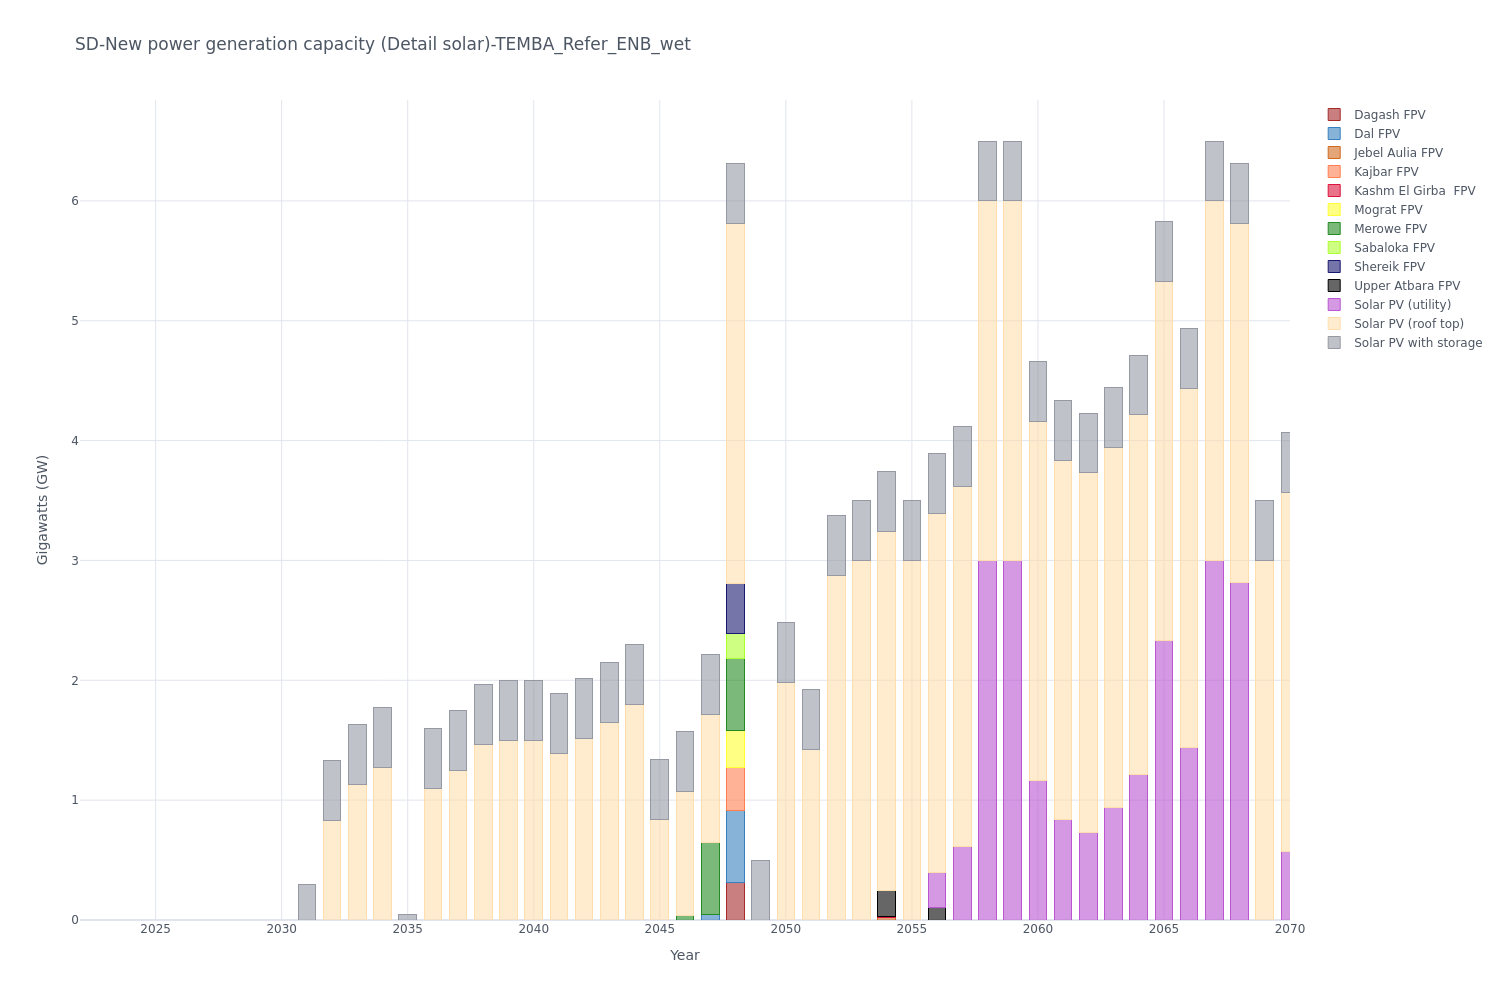 SD-New power generation capacity (Detail solar)-TEMBA_Refer_ENB_wet
Dagash FPV
Dal FPV
Jebel Aulia FPV
Kajbar FPV
Kashm El Girba  FPV
Mograt FPV
Merowe FPV
Sabaloka FPV
Shereik FPV
Upper Atbara FPV
Solar PV (utility)
Solar PV (roof top)
Solar PV with storage
Gigawatts (GW)
6
5
4
3
2
1
0
2025 2030 2035 2040 2045 2050 2055 2060 2065 2070
Year